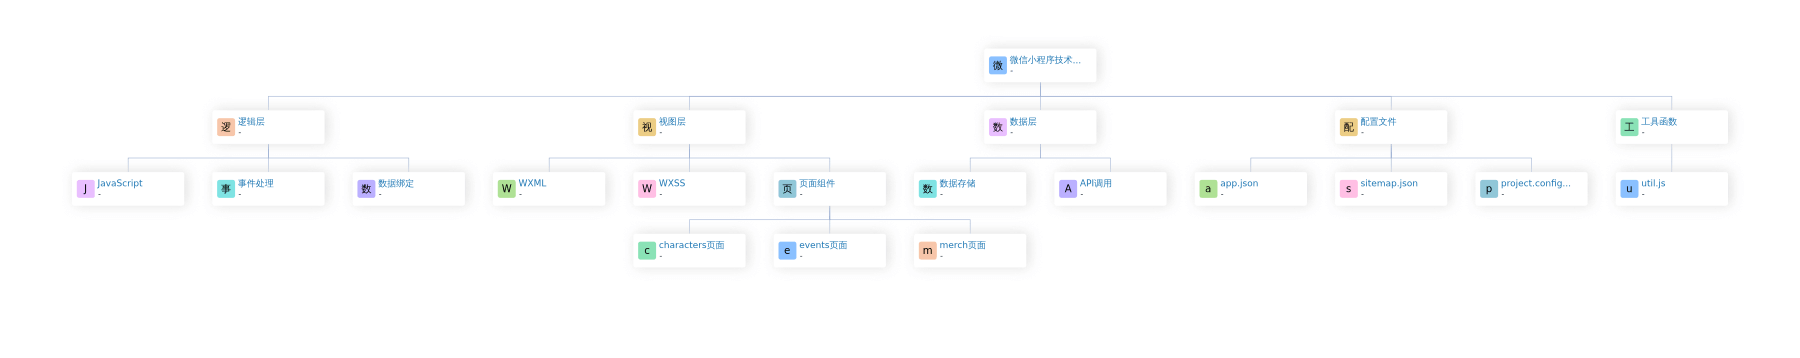 微 微信小程序技术...
-
逻 逻辑层
-
视 视图层
-
数 数据层
-
配 配置文件
-
工 工具函数
-
J JavaScript
-
事 事件处理
-
数 数据绑定
-
W WXML
-
W WXSS
-
页 页面组件
-
数 数据存储
-
A API调用
-
a app.json
-
s sitemap.json
-
p project.config...
-
u util.js
-
c characters页面
-
e events页面
-
m merch页面
-